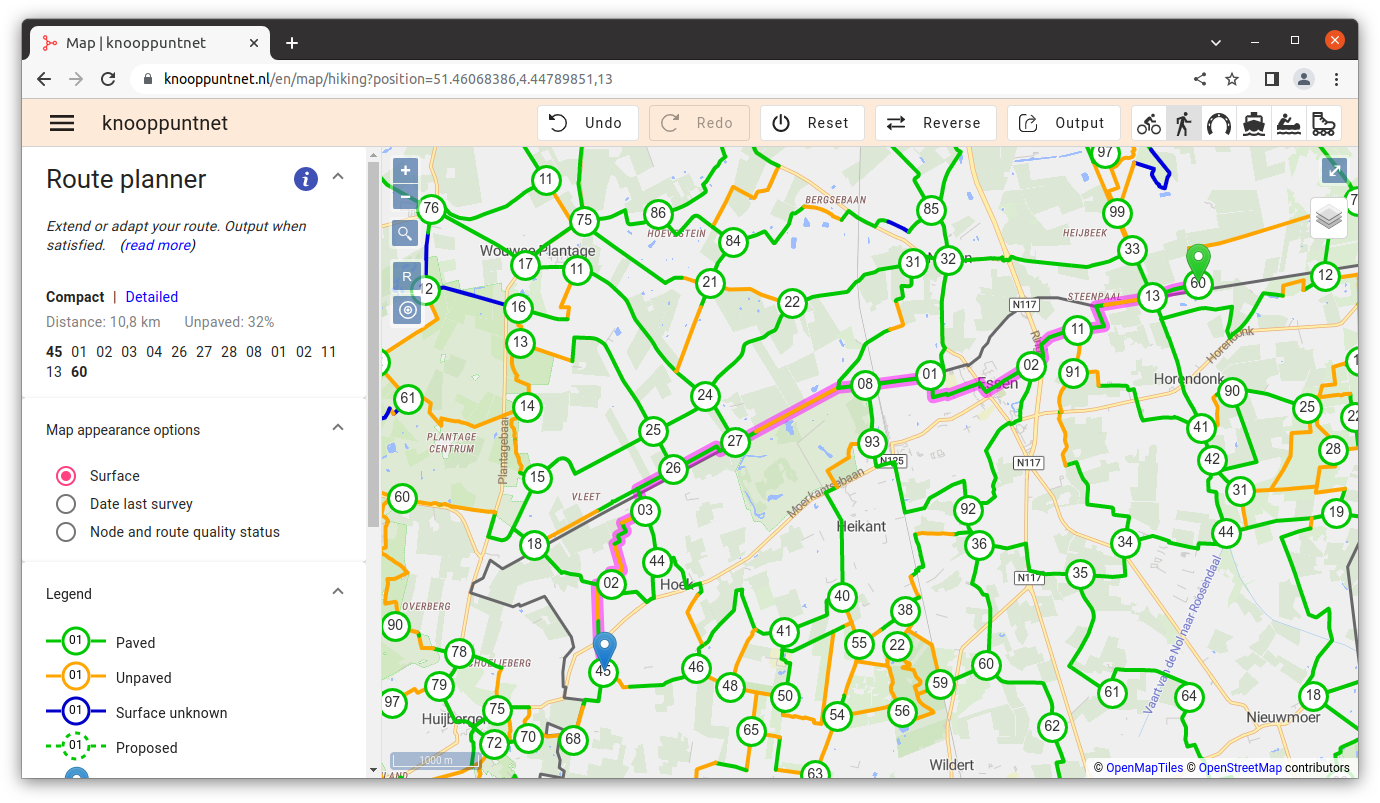 Map | knooppuntnet
knooppuntnet.nl/en/map/hiking?position=51.46068386,4.44789851,13
knooppuntnet
Undo
Redo
Reset
Reverse
Output
Route planner
i
Extend or adapt your route. Output when
satisfied. (read more)
Compact | Detailed
Distance: 10,8 km Unpaved: 32%
45 01 02 03 04 26 27 28 08 01 02 11
13 60
Map appearance options
Surface
Date last survey
Node and route quality status
Legend
01 Paved
01 Unpaved
01 Surface unknown
01 Proposed
+
−
R
97
11
76
75
86
85
99
BERGSEBAAN
HOEVESTEIN
HEIJBEEK
84
33
Wouwse Plantage
17
11
31
32
60
12
12
21
22
STEENPAAL
13
16
N117
11
13
Horendonk
02
91
Horendonk
08
01
Essen
90
61
24
14
25
PLANTAGE
CENTRUM
Plantagebaan
25
27
93
41
28
N125
N117
42
26
15
VLEET
Moerkantsebaan
31
60
03
92
19
Heikant
44
18
36
34
44
02
Hoek
N117
35
OVERBERG
40
38
90
41
55
22
Vaart van de Nol naar Roosendaal
78
45
46
60
79
48
50
59
61
64
18
97
75
54
56
Huijbergen
Nieuwmoer
72
70
68
65
62
63
Wildert
1000 m
© OpenMapTiles © OpenStreetMap contributors